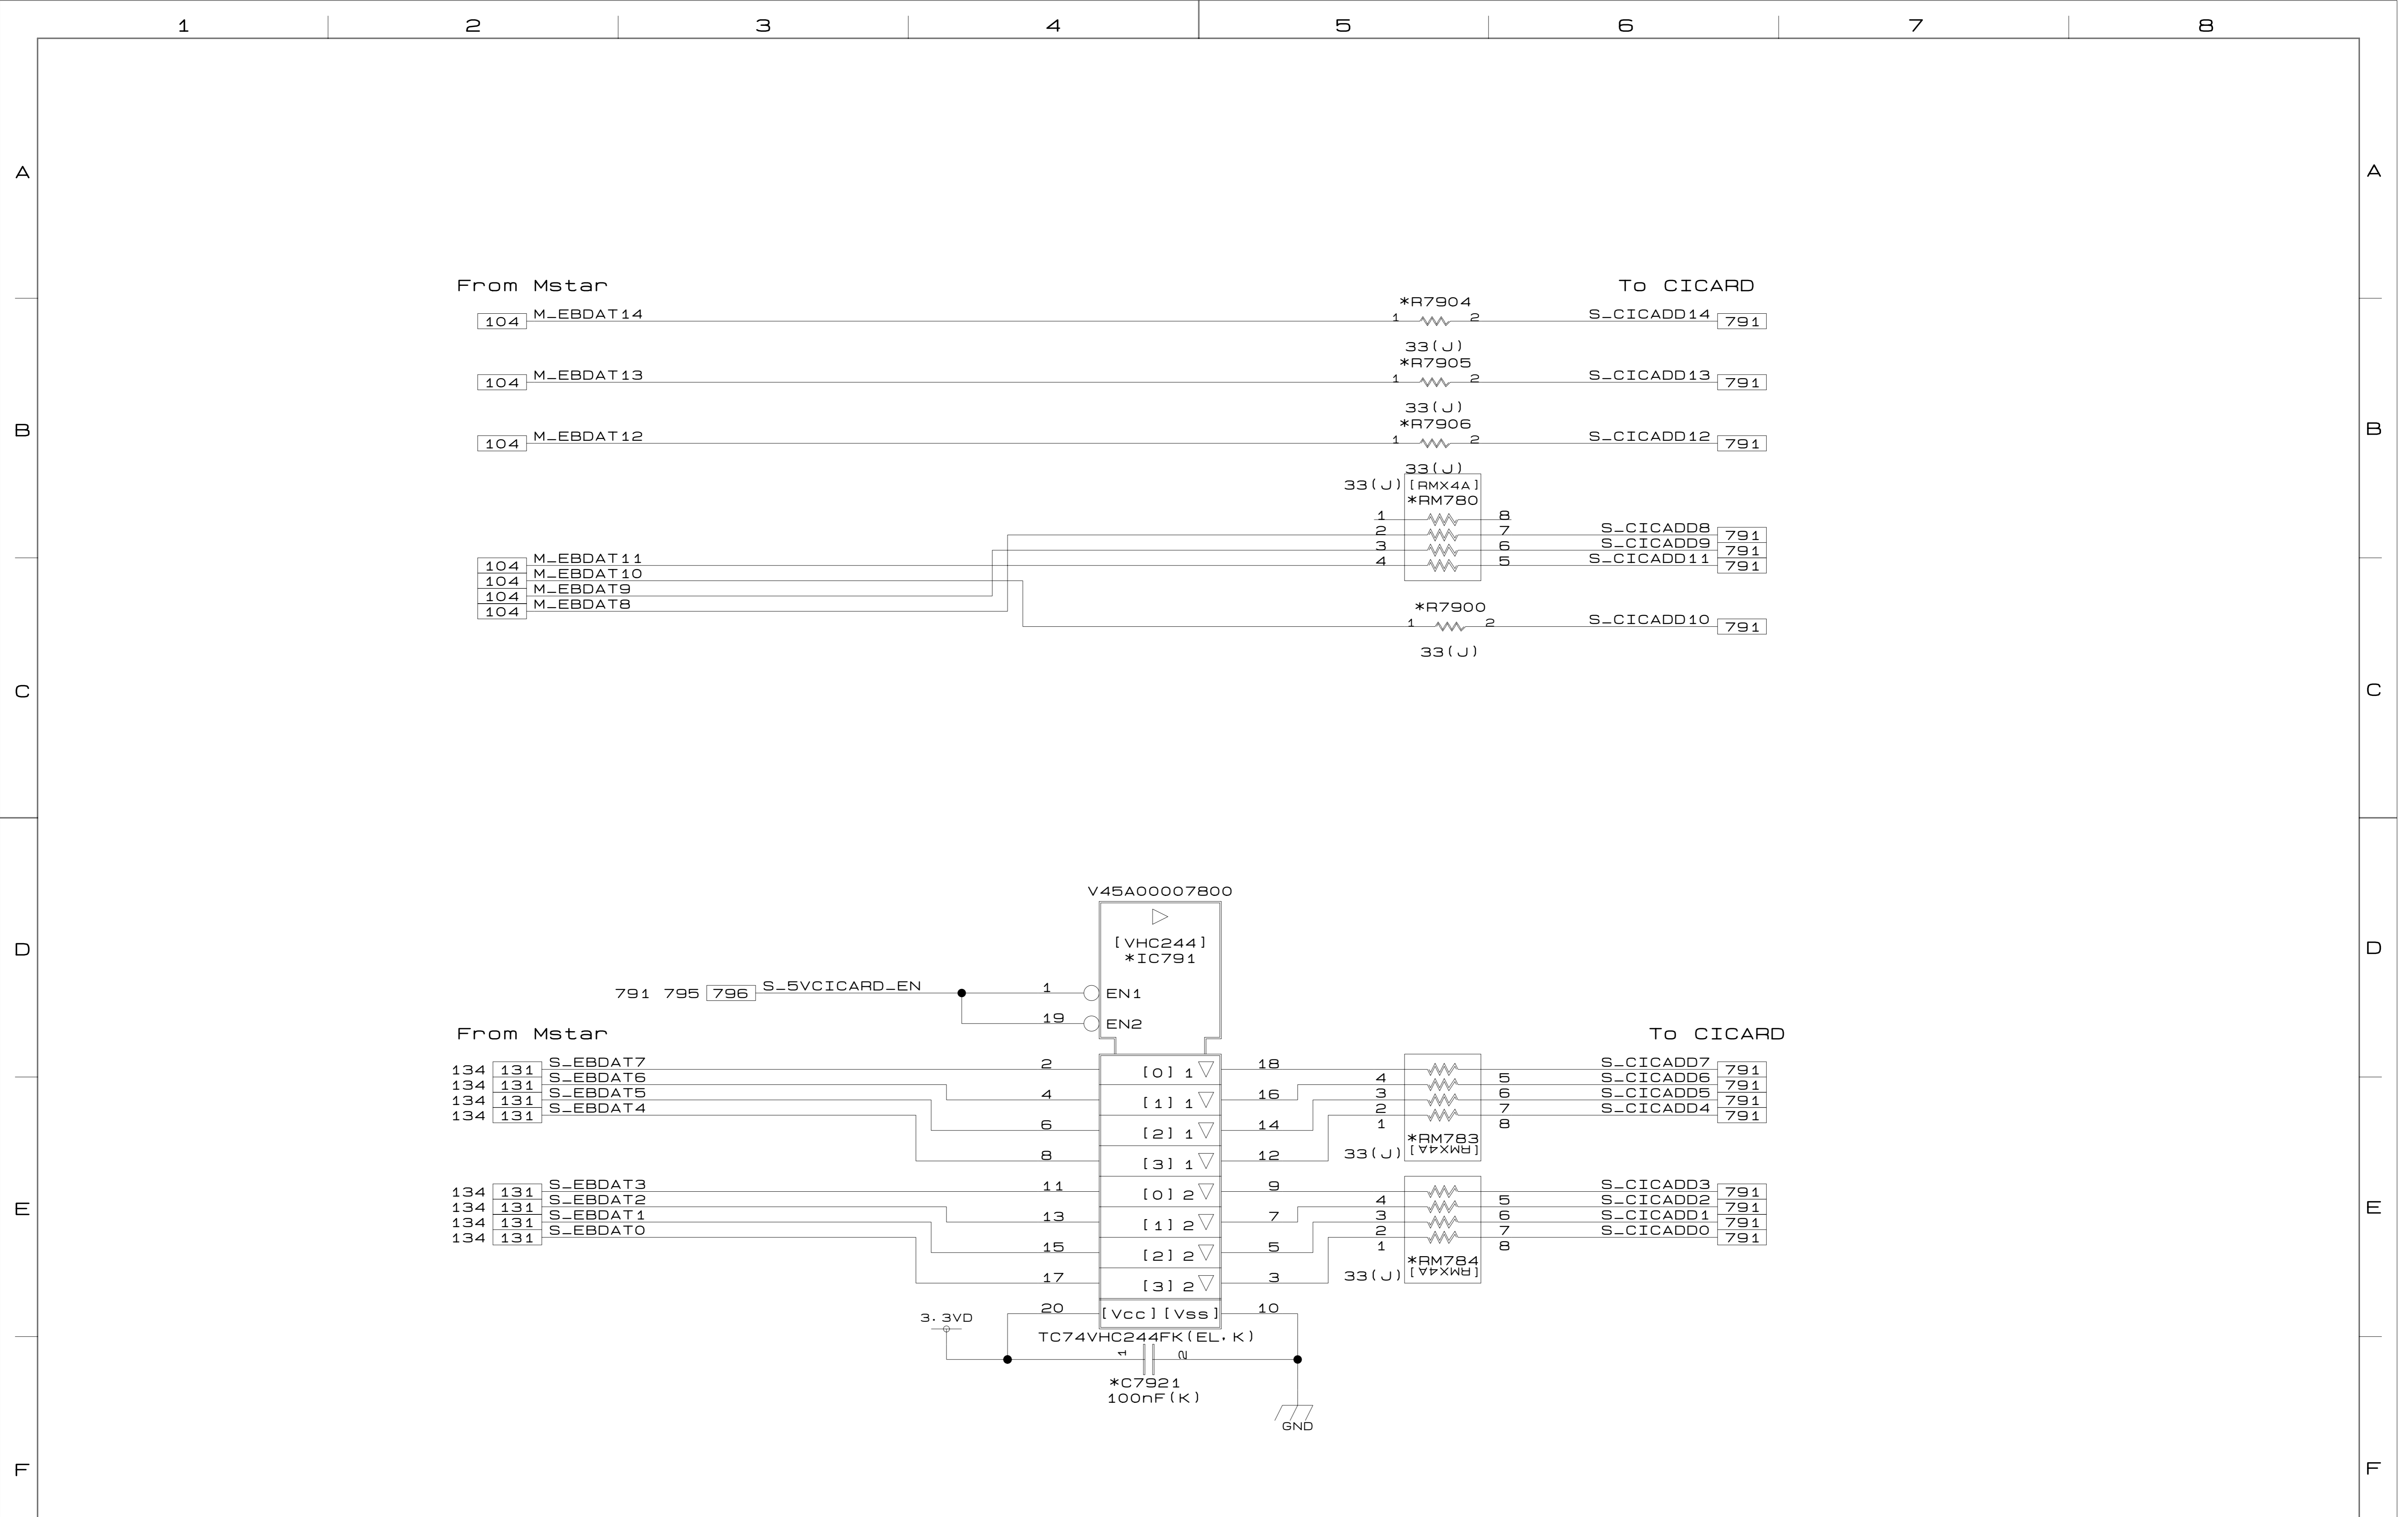 1 2 3 4 5 6 7 8
A A
From Mstar To CICARD
*R7904
104 M_EBDAT14 1 2 S_CICADD14 791
33(J)
*R7905
104 M_EBDAT13 1 2 S_CICADD13 791
33(J)
*R7906
B B
104 M_EBDAT12 1 2 S_CICADD12 791
33(J)
33(J) [RMX4A]
*RM780
1 8
2 7 S_CICADD8 791
3 6 S_CICADD9 791
104 M_EBDAT11 4 5 S_CICADD11 791
104 M_EBDAT10
104 M_EBDAT9
104 M_EBDAT8
*R7900
1 2 S_CICADD10 791
33(J)
C C
V45A00007800
[VHC244]
D D
*IC791
791 795 796 S_5VCICARD_EN 1 EN1
19 EN2
From Mstar To CICARD
134 131 S_EBDAT7 2 [0] 1 18 S_CICADD7 791
134 131 S_EBDAT6 4 5 S_CICADD6 791
134 131 S_EBDAT5 4 [1] 1 16 3 6 S_CICADD5 791
134 131 S_EBDAT4 2 7 S_CICADD4 791
6 [2] 1 14 1 8
*RM783
33(J) [RMX4A]
8 [3] 1 12
134 131 S_EBDAT3 11 [0] 2 9 S_CICADD3 791
E E
134 131 S_EBDAT2 4 5 S_CICADD2 791
134 131 S_EBDAT1 13 [1] 2 7 3 6 S_CICADD1 791
134 131 S_EBDAT0 2 7 S_CICADD0 791
15 [2] 2 5 1 8
*RM784
33(J) [RMX4A]
17 [3] 2 3
20 [Vcc] [Vss] 10
3.3VD
TC74VHC244FK(EL,K)
1 2
*C7921
100nF(K)
GND
F F